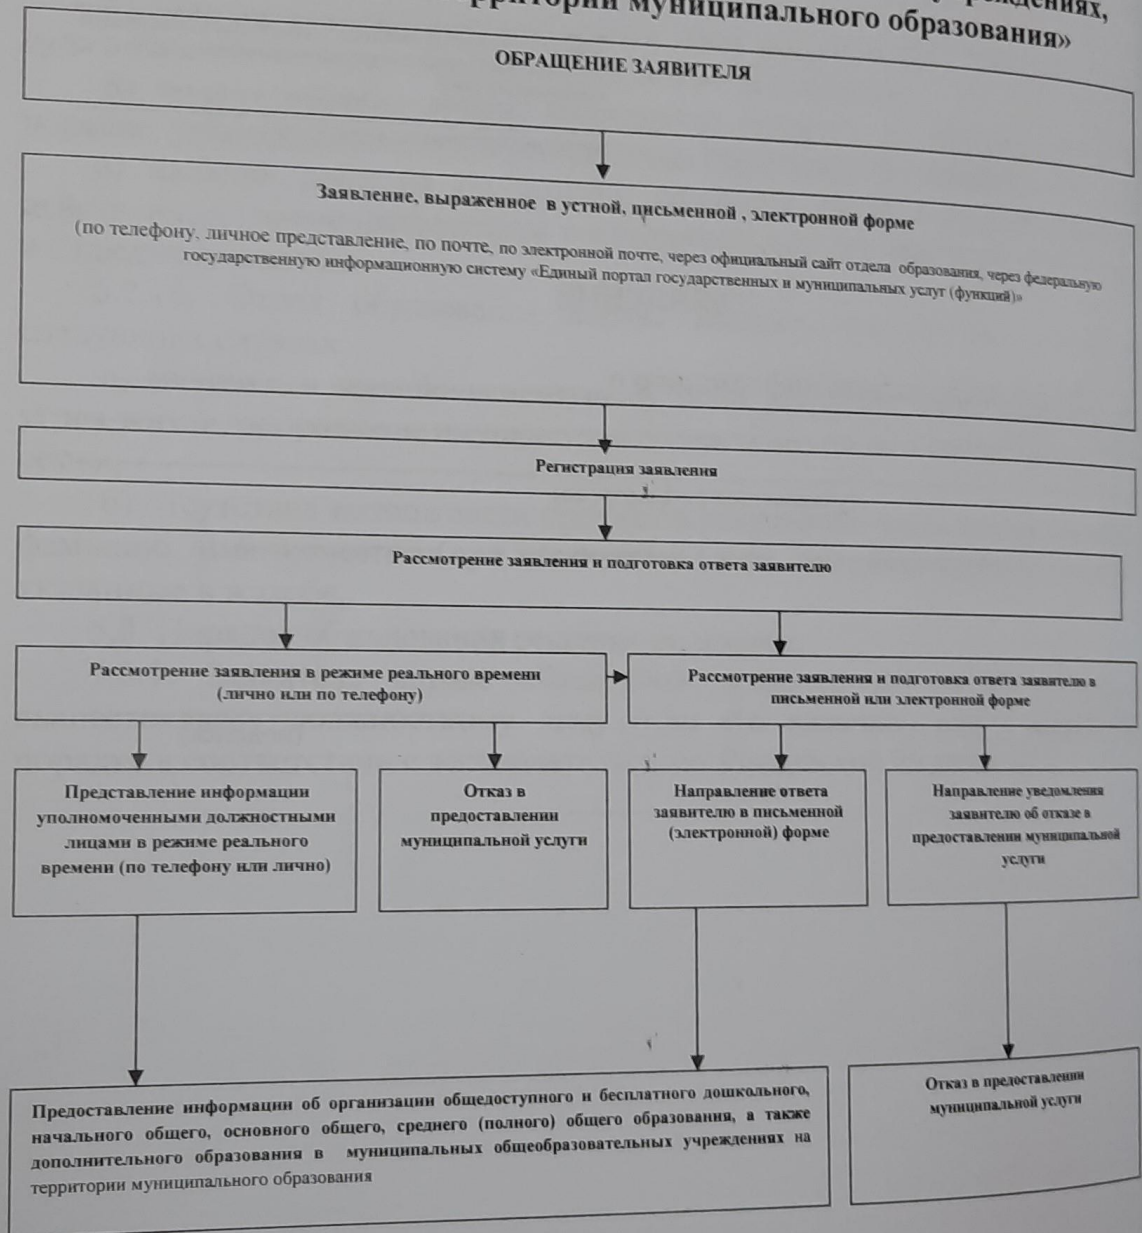 муниципального образования»
ОБРАЩЕНИЕ ЗАЯВИТЕЛЯ
Заявление, выраженное в устной, письменной , электронной форме
(по телефону, личное представление, по почте, по электронной почте, через официальный сайт отдела образования, через федеральную
государственную информационную систему «Единый портал государственных и муниципальных услуг (функций)»
Регистрация заявления
Рассмотрение заявления и подготовка ответа заявителю
Рассмотрение заявления в режиме реального времени
(лично или по телефону)
Рассмотрение заявления и подготовка ответа заявителю в
письменной или электронной форме
Представление информации
уполномоченными должностными
лицами в режиме реального
времени (по телефону или лично)
Отказ в
предоставлении
муниципальной услуги
Направление ответа
заявителю в письменной
(электронной) форме
Направление уведомления
заявителю об отказе в
предоставлении муниципальной
услуги
Предоставление информации об организации общедоступного и бесплатного дошкольного,
начального общего, основного общего, среднего (полного) общего образования, а также
дополнительного образования в муниципальных общеобразовательных учреждениях на
территории муниципального образования
Отказ в предоставлении
муниципальной услуги